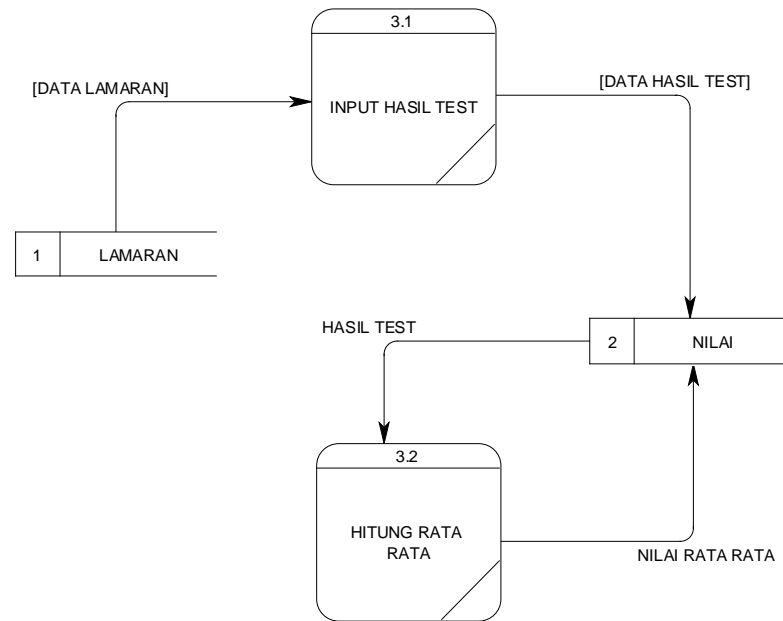 3.1
[DATA LAMARAN]
[DATA HASIL TEST]
INPUT HASIL TEST
1 LAMARAN
HASIL TEST
2 NILAI
3.2
HITUNG RATA
RATA
NILAI RATA RATA